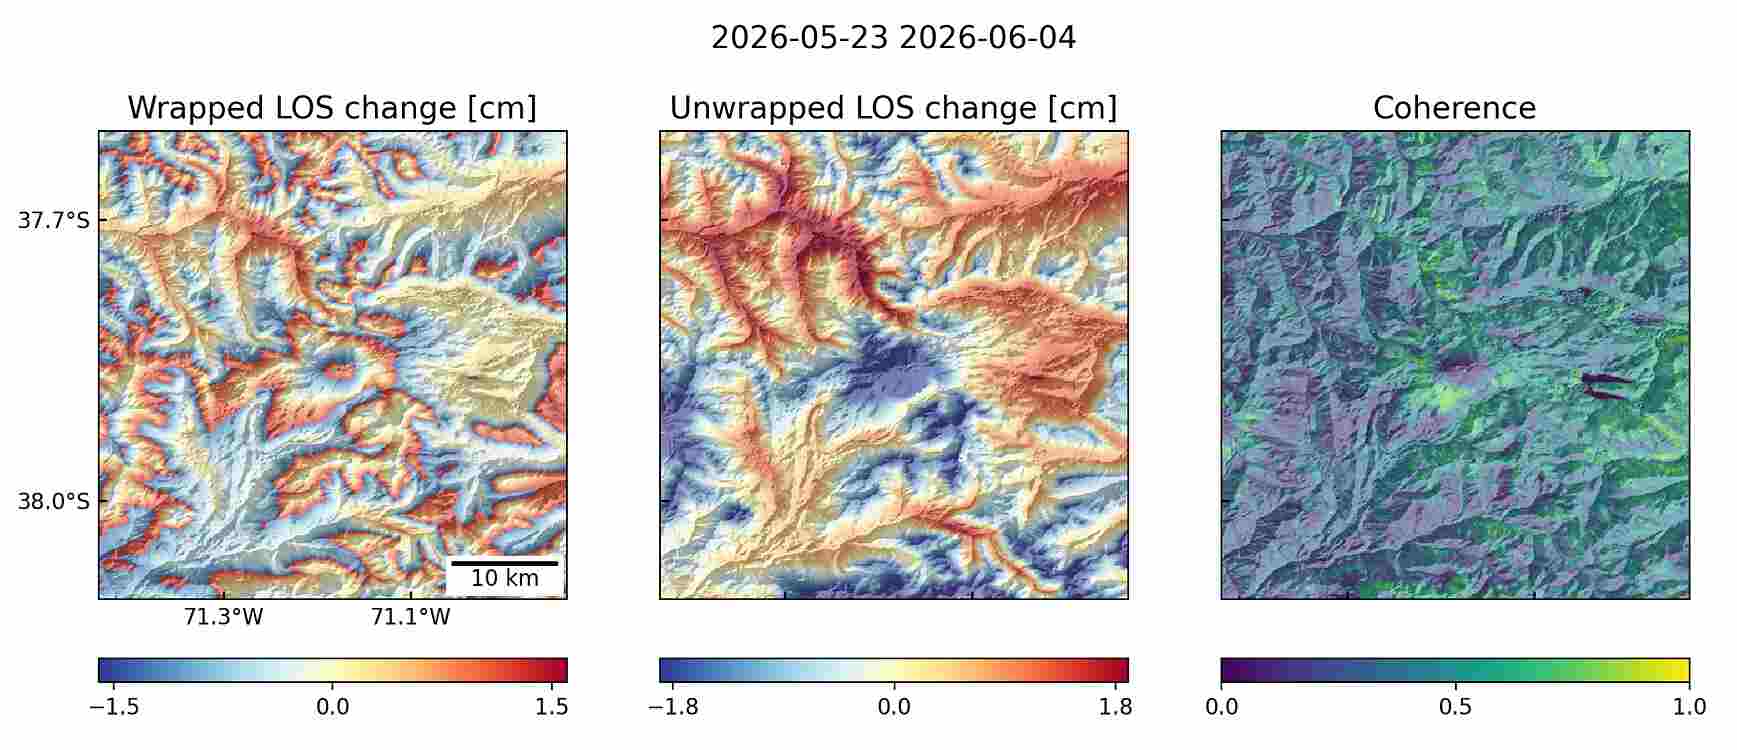 2026-05-23 2026-06-04
Wrapped LOS change [cm]
Unwrapped LOS change [cm]
Coherence
37.7°S
38.0°S
10 km
71.3°W
71.1°W
−1.5
0.0
1.5
−1.8
0.0
1.8
0.0
0.5
1.0